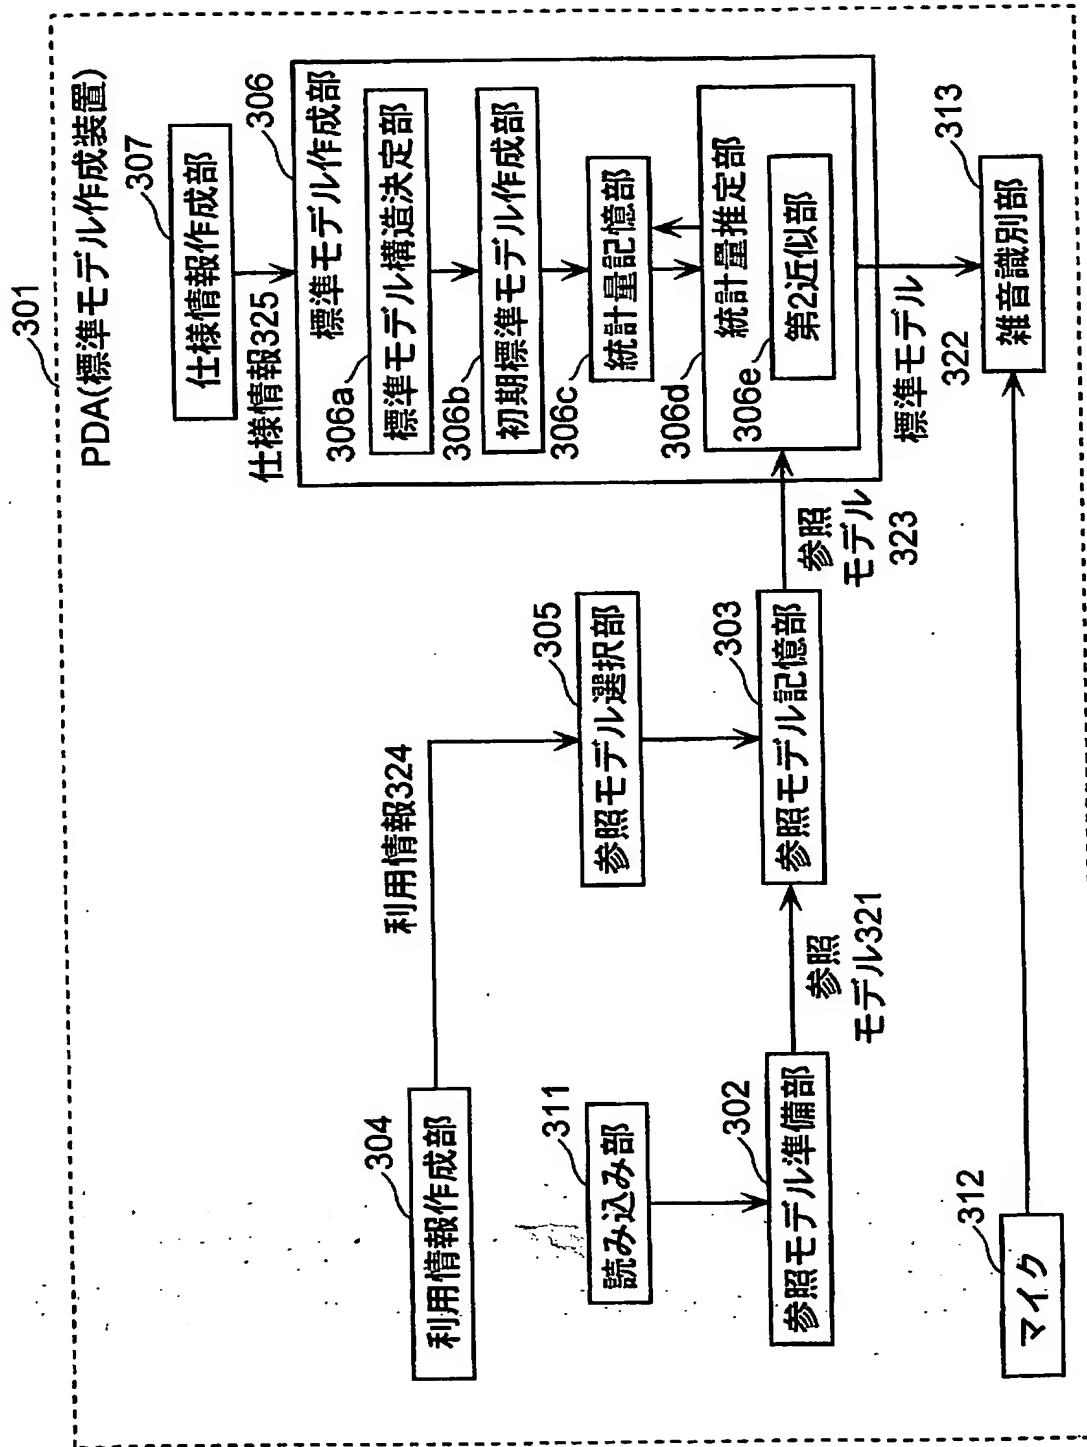 301
PDA(標準モデル作成装置)
304
利用情報作成部
利用情報324
307
仕様情報作成部
仕様情報325
306
標準モデル作成部
306a
標準モデル構造決定部
306b
初期標準モデル作成部
306c
統計量記憶部
306d
統計量推定部
306e
第2近似部
311
読み込み部
305
参照モデル選択部
302
参照モデル準備部
参照
モデル321
303
参照モデル記憶部
参照
モデル
323
標準モデル
322
312
マイク
313
雑音識別部